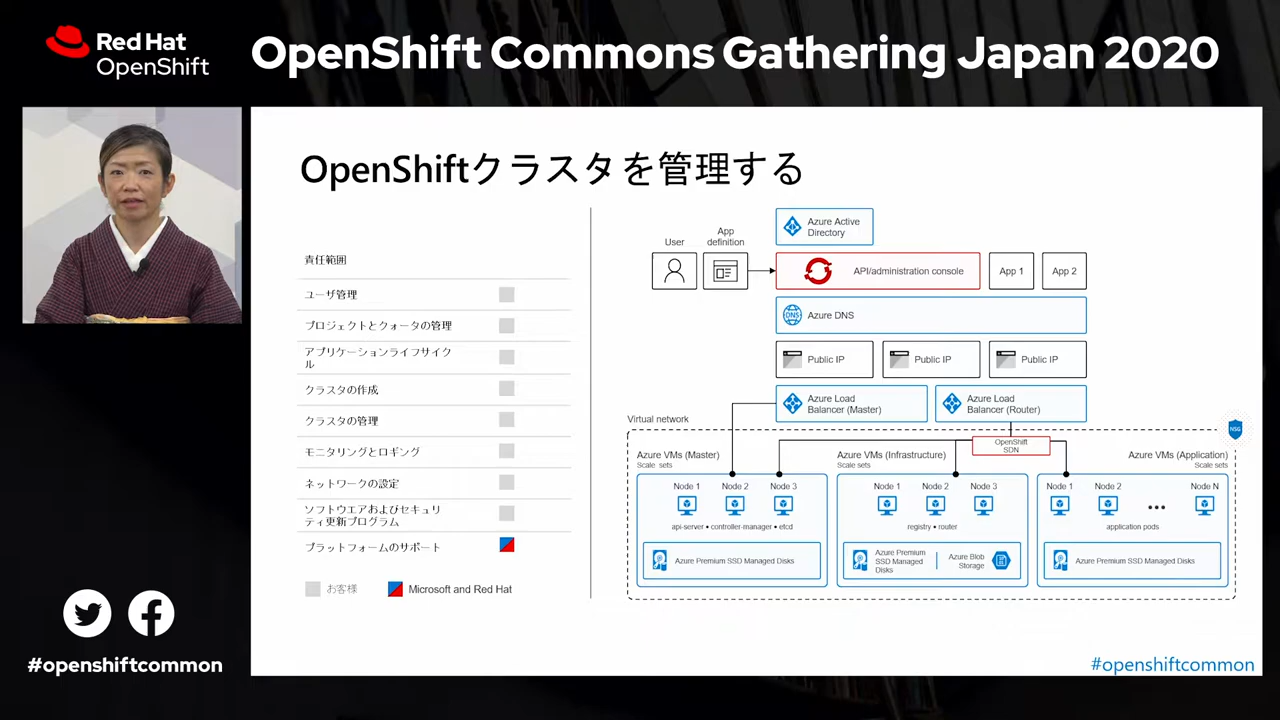 Red Hat
OpenShift
OpenShift Commons Gathering Japan 2020
OpenShiftクラスタを管理する
責任範囲
ユーザ管理
プロジェクトとクォータの管理
アプリケーションライフサイク
ル
クラスタの作成
クラスタの管理
モニタリングとロギング
ネットワークの設定
ソフトウエアおよびセキュリ
ティ更新プログラム
プラットフォームのサポート
お客様
Microsoft and Red Hat
Azure Active
Directory
User
App
definition
API/administration console
App 1
App 2
DNS
Azure DNS
Public IP
Public IP
Public IP
Azure Load
Balancer (Master)
Azure Load
Balancer (Router)
Virtual network
NSG
OpenShift
SDN
Azure VMs (Master)
Scale sets
Node 1
Node 2
Node 3
api-server • controller-manager • etcd
Azure Premium SSD Managed Disks
Azure VMs (Infrastructure)
Scale sets
Node 1
Node 2
Node 3
registry • router
Azure Premium
SSD Managed
Disks
Azure Blob
Storage
Azure VMs (Application)
Scale sets
Node 1
Node 2
•••
Node N
application pods
Azure Premium SSD Managed Disks
#openshiftcommon
#openshiftcommon